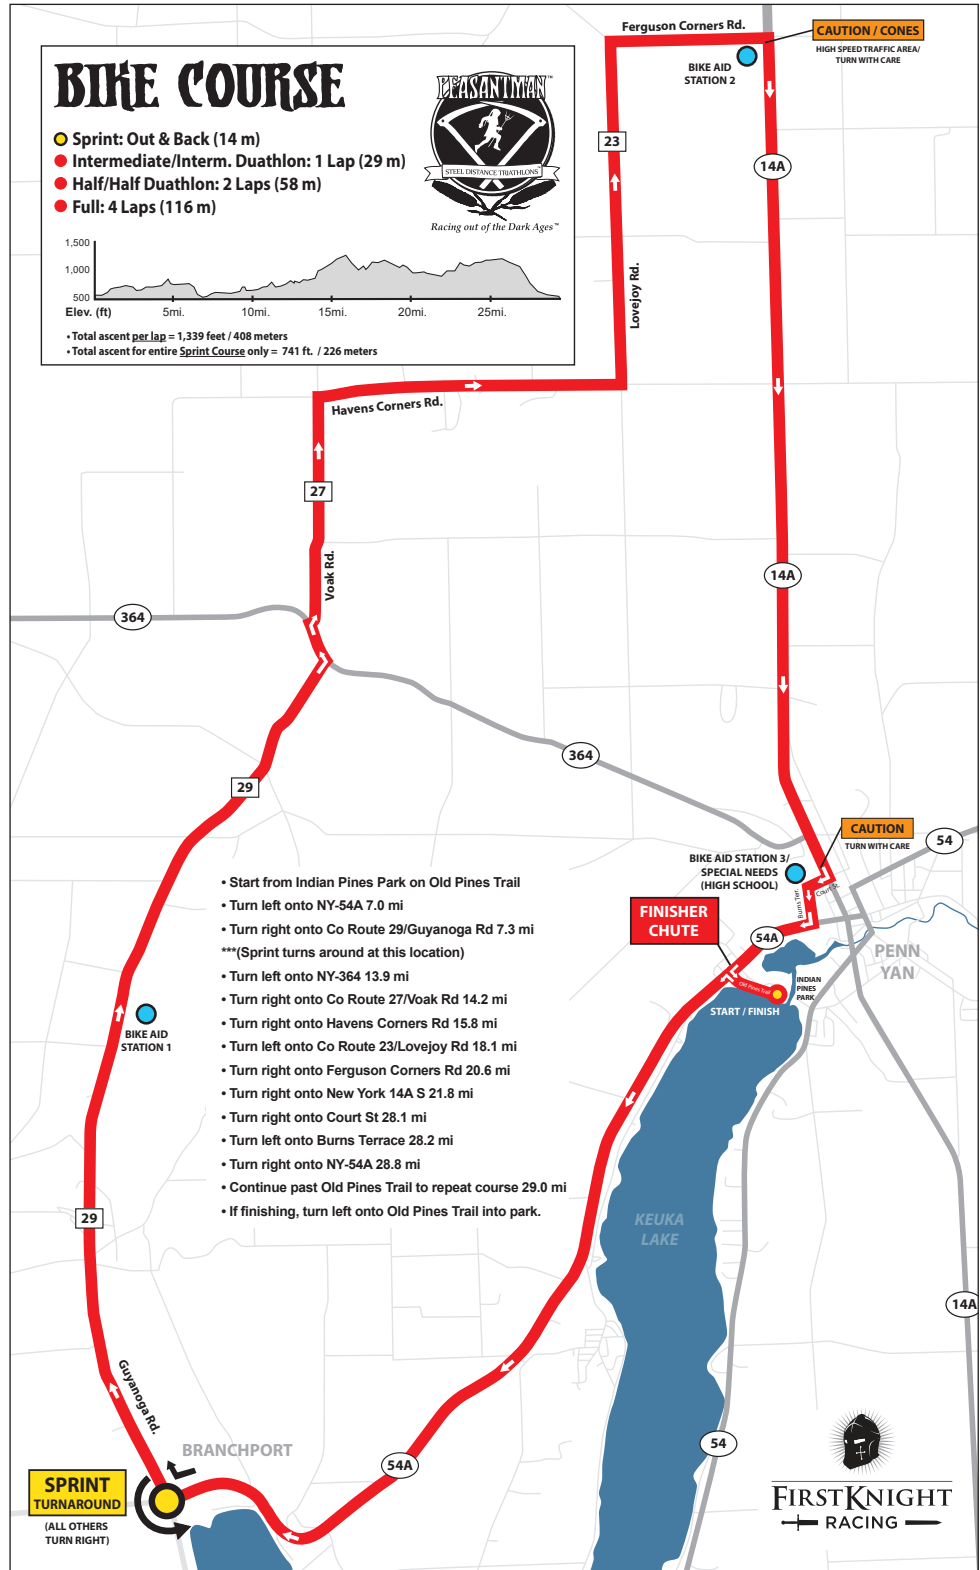 BIKE COURSE
Sprint: Out & Back (14 m)
Intermediate/Interm. Duathlon: 1 Lap (29 m)
Half/Half Duathlon: 2 Laps (58 m)
Full: 4 Laps (116 m)
PEASANTMAN™
STEEL DISTANCE TRIATHLONS
Racing out of the Dark Ages™
1,500
1,000
500
Elev. (ft)
5mi.
10mi.
15mi.
20mi.
25mi.
• Total ascent per lap = 1,339 feet / 408 meters
• Total ascent for entire Sprint Course only = 741 ft. / 226 meters
Ferguson Corners Rd.
CAUTION / CONES
HIGH SPEED TRAFFIC AREA/
TURN WITH CARE
BIKE AID
STATION 2
23
14A
Lovejoy Rd.
Havens Corners Rd.
27
Voak Rd.
14A
364
364
29
CAUTION
TURN WITH CARE
54
BIKE AID STATION 3/
SPECIAL NEEDS
(HIGH SCHOOL)
Court St.
Burns Terr.
FINISHER
CHUTE
54A
PENN
YAN
INDIAN
PINES
PARK
Old Pines Trail
START / FINISH
• Start from Indian Pines Park on Old Pines Trail
• Turn left onto NY-54A 7.0 mi
• Turn right onto Co Route 29/Guyanoga Rd 7.3 mi
***(Sprint turns around at this location)
• Turn left onto NY-364 13.9 mi
• Turn right onto Co Route 27/Voak Rd 14.2 mi
• Turn right onto Havens Corners Rd 15.8 mi
• Turn left onto Co Route 23/Lovejoy Rd 18.1 mi
• Turn right onto Ferguson Corners Rd 20.6 mi
• Turn right onto New York 14A S 21.8 mi
• Turn right onto Court St 28.1 mi
• Turn left onto Burns Terrace 28.2 mi
• Turn right onto NY-54A 28.8 mi
• Continue past Old Pines Trail to repeat course 29.0 mi
• If finishing, turn left onto Old Pines Trail into park.
BIKE AID
STATION 1
29
KEUKA
LAKE
14A
Guyanoga Rd.
BRANCHPORT
54A
54
SPRINT
TURNAROUND
(ALL OTHERS
TURN RIGHT)
FIRSTKNIGHT
RACING